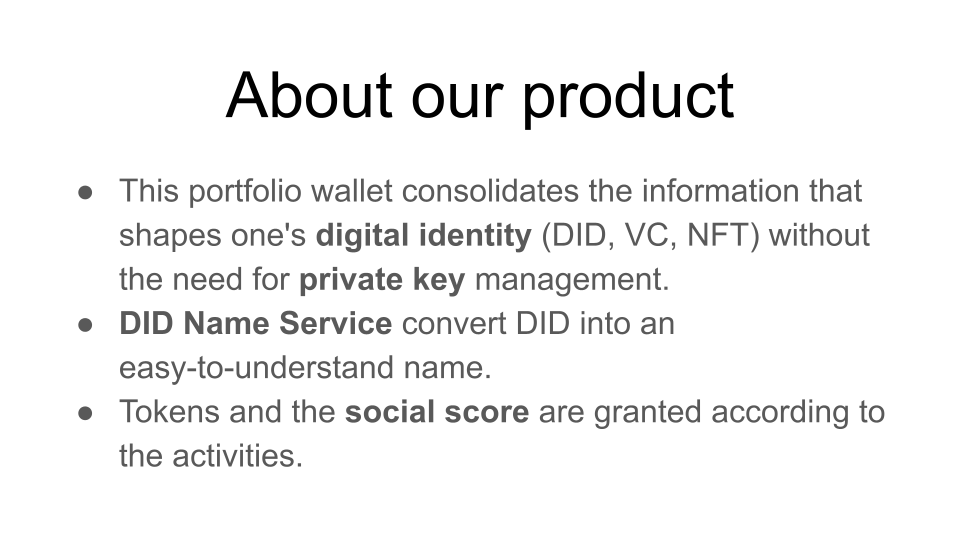 About our product
● This portfolio wallet consolidates the information that
shapes one's digital identity (DID, VC, NFT) without
the need for private key management.
● DID Name Service convert DID into an
easy-to-understand name.
● Tokens and the social score are granted according to
the activities.